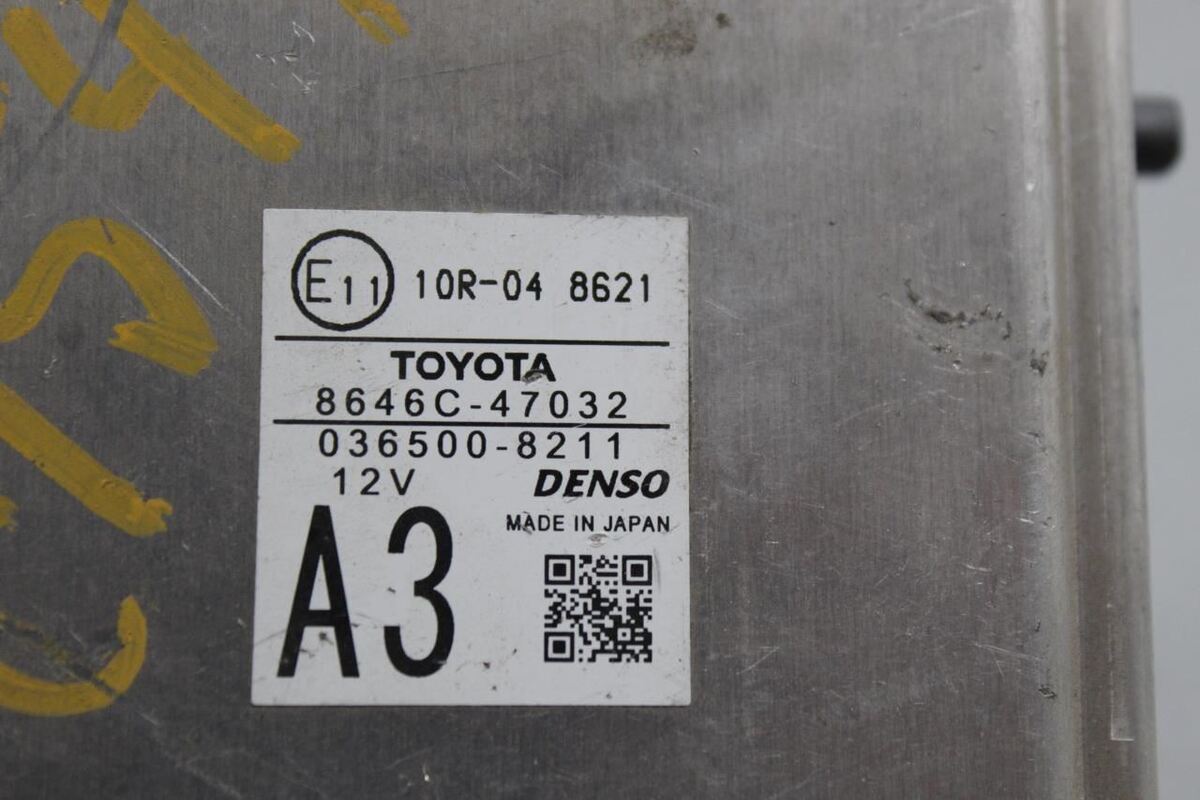 E11 10R-04 8621
TOYOTA
8646C-47032
036500-8211
12V DENSO
MADE IN JAPAN
A3